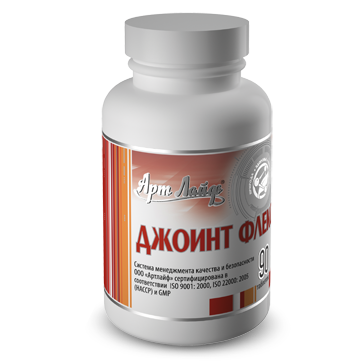 Арт Лайф
ДЖОИНТ ФЛЕК
90
Система менеджмента качества и безопасности
ООО «Артлайф» сертифицирована в
соответствии ISO 9001: 2000, ISO 22000: 2005
(HACCP) и GMP